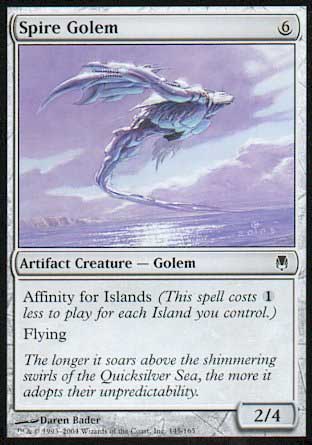 Spire Golem 6
Artifact Creature — Golem
Affinity for Islands (This spell costs 1
less to play for each Island you control.)
Flying
The longer it soars above the shimmering
swirls of the Quicksilver Sea, the more it
adopts their unpredictability.
Daren Bader
™ & © 1993–2004 Wizards of the Coast, Inc. 145/165
2/4